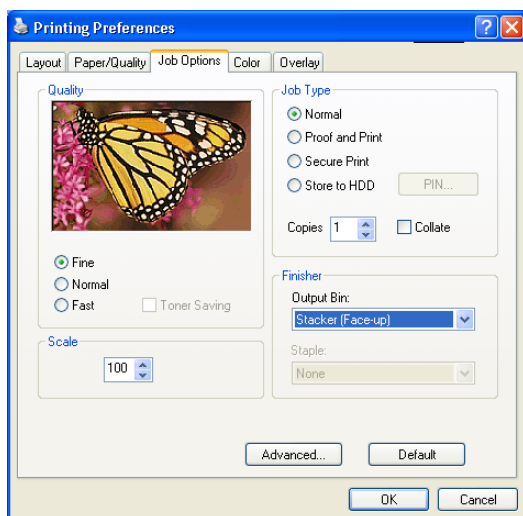 Printing Preferences
Layout Paper/Quality Job Options Color Overlay
Quality
Fine
Normal
Fast
Toner Saving
Scale
100
Job Type
Normal
Proof and Print
Secure Print
Store to HDD
PIN...
Copies 1
Collate
Finisher
Output Bin:
Stacker (Face-up)
Staple:
None
Advanced... Default
OK Cancel